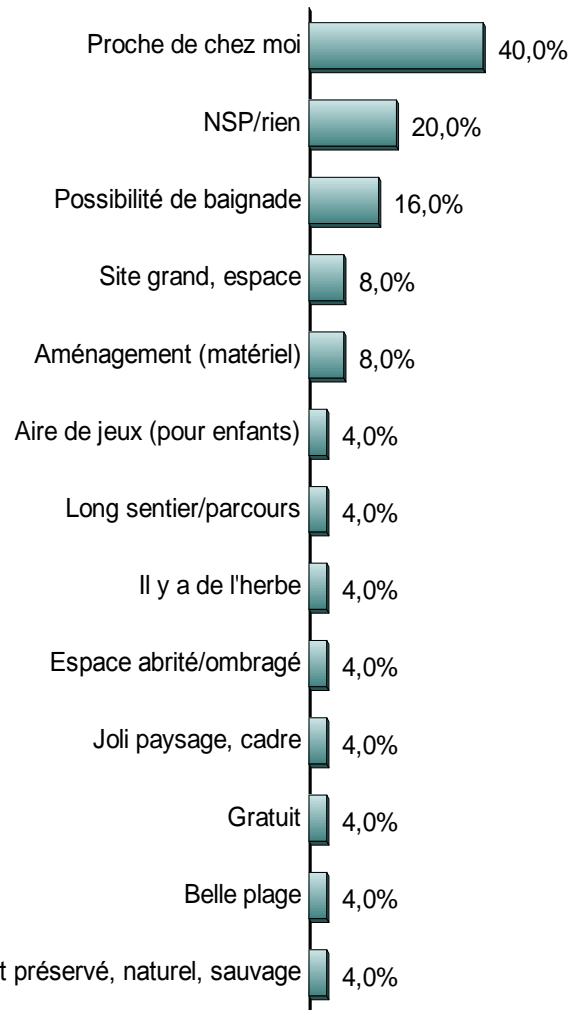 Proche de chez moi 40,0%
NSP/rien 20,0%
Possibilité de baignade 16,0%
Site grand, espace 8,0%
Aménagement (matériel) 8,0%
Aire de jeux (pour enfants) 4,0%
Long sentier/parcours 4,0%
Il y a de l'herbe 4,0%
Espace abrité/ombragé 4,0%
Joli paysage, cadre 4,0%
Gratuit 4,0%
Belle plage 4,0%
t préservé, naturel, sauvage 4,0%